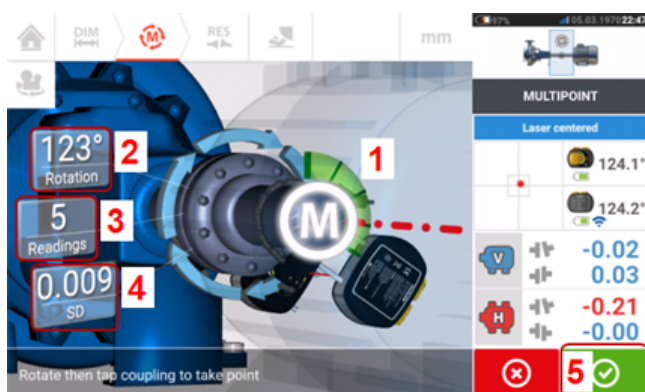 97% 05.03.1970 22:47
DIM RES mm
MULTIPOINT
Laser centered
1
123° 2
Rotation
124.1°
5 3
Readings
M
124.2°
0.009 4
SD
V -0.02
0.03
H -0.21
-0.00
Rotate then tap coupling to take point
5